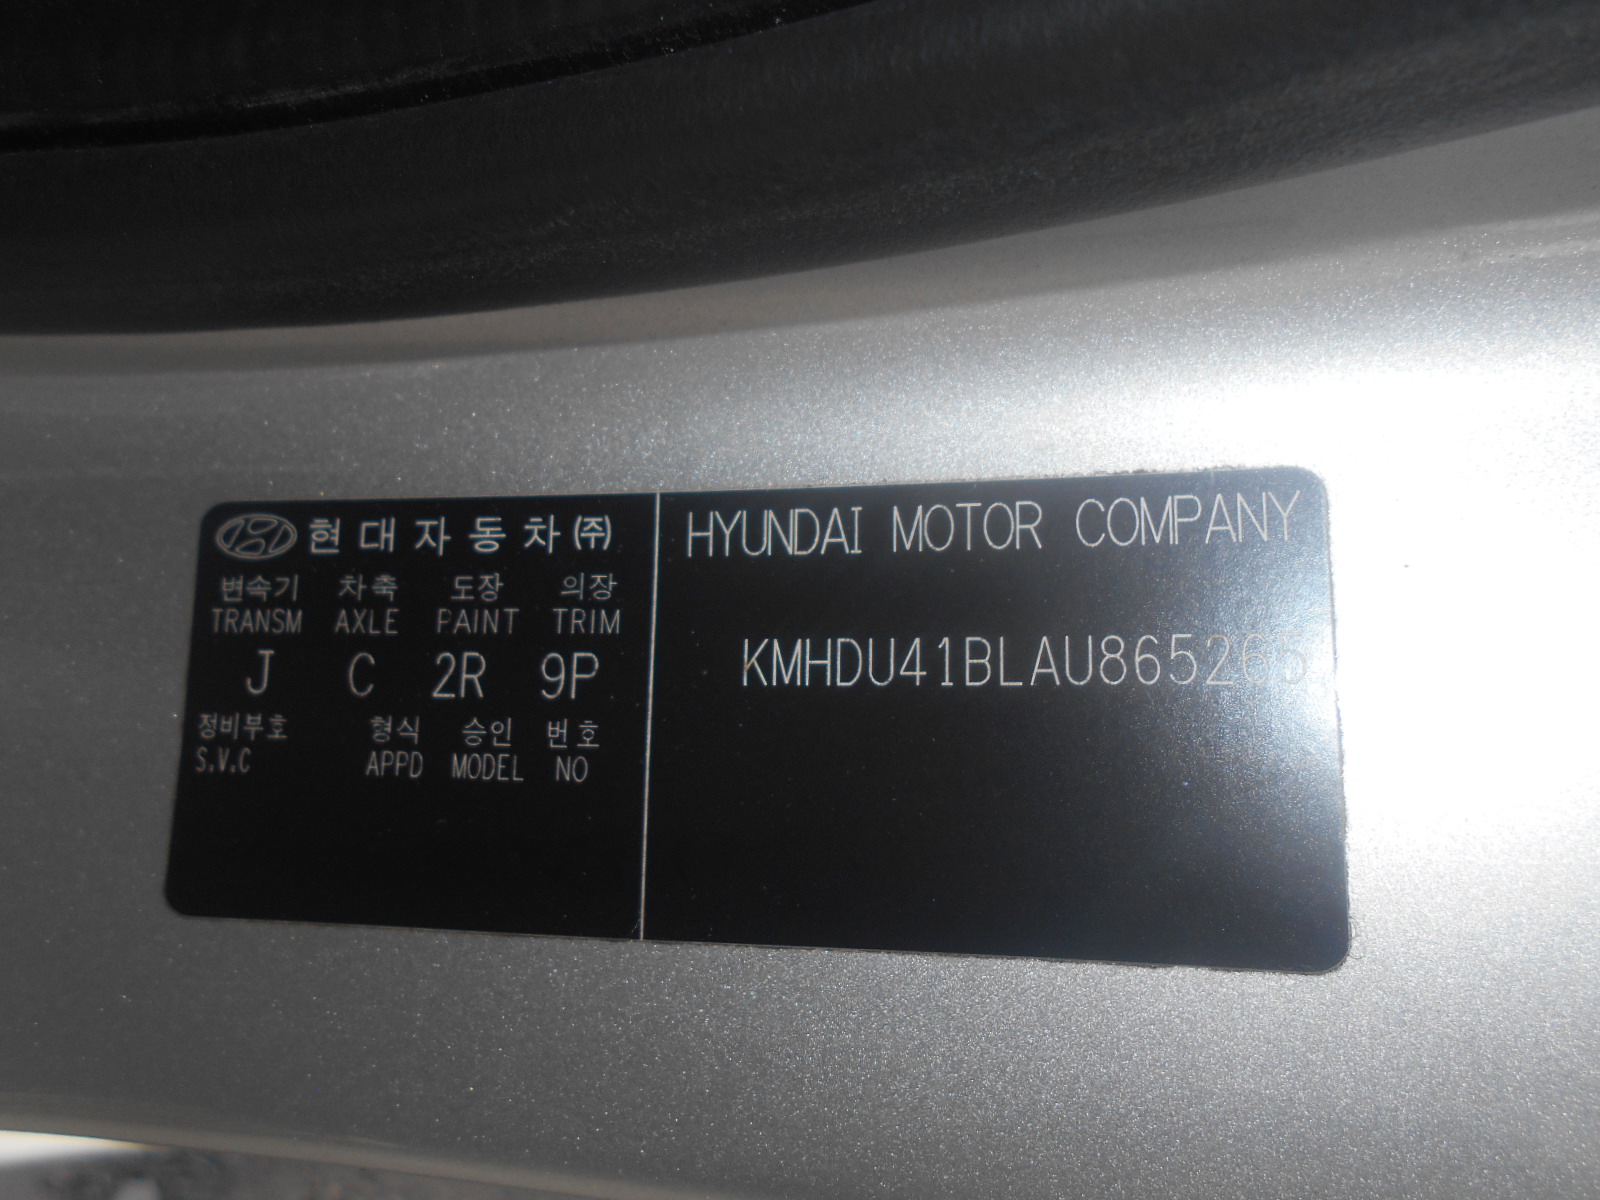 현대자동차(주)
변속기 차축 도장 의장
TRANSM AXLE PAINT TRIM
J C 2R 9P
정비부호 형식 승인 번호
S.V.C APPD MODEL NO
HYUNDAI MOTOR COMPANY
KMHDU41BLAU865265